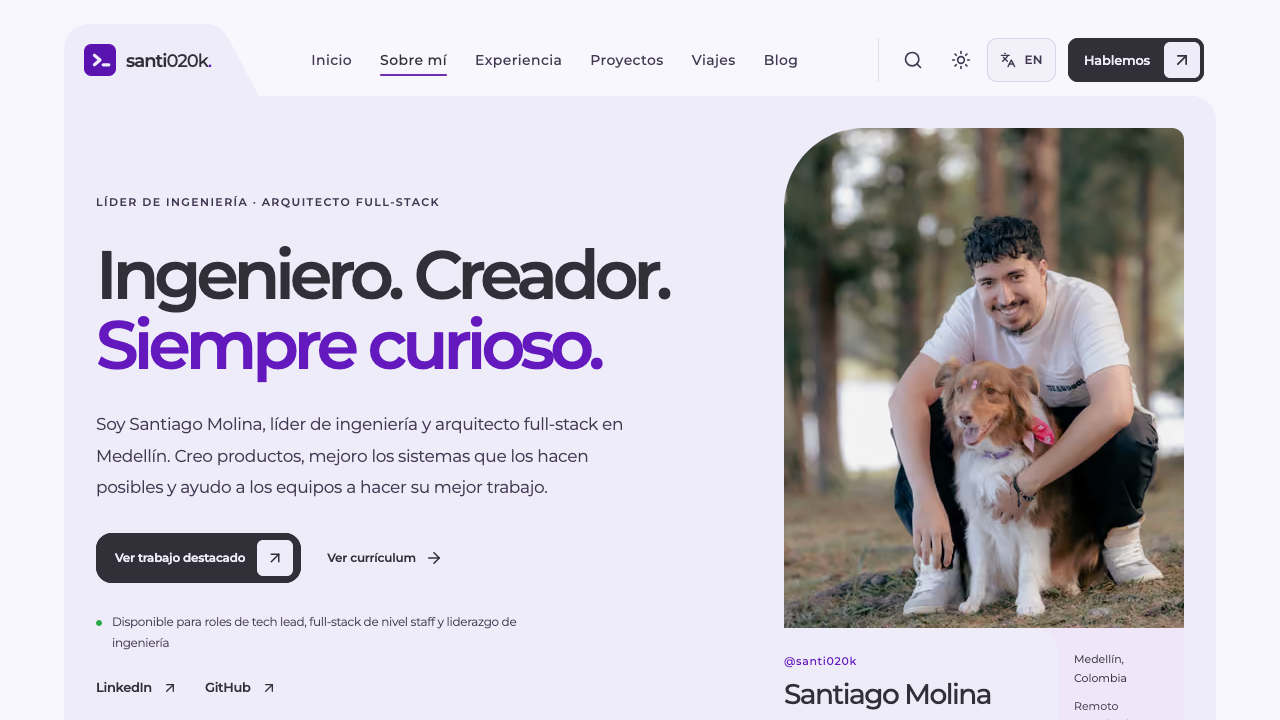 santi020k.
Inicio
Sobre mí
Experiencia
Proyectos
Viajes
Blog
EN
Hablemos
LÍDER DE INGENIERÍA · ARQUITECTO FULL-STACK
Ingeniero. Creador.
Siempre curioso.
Soy Santiago Molina, líder de ingeniería y arquitecto full-stack en
Medellín. Creo productos, mejoro los sistemas que los hacen
posibles y ayudo a los equipos a hacer su mejor trabajo.
Ver trabajo destacado
Ver currículum
Disponible para roles de tech lead, full-stack de nivel staff y liderazgo de
ingeniería
LinkedIn
GitHub
@santi020k
Santiago Molina
Medellín,
Colombia
Remoto